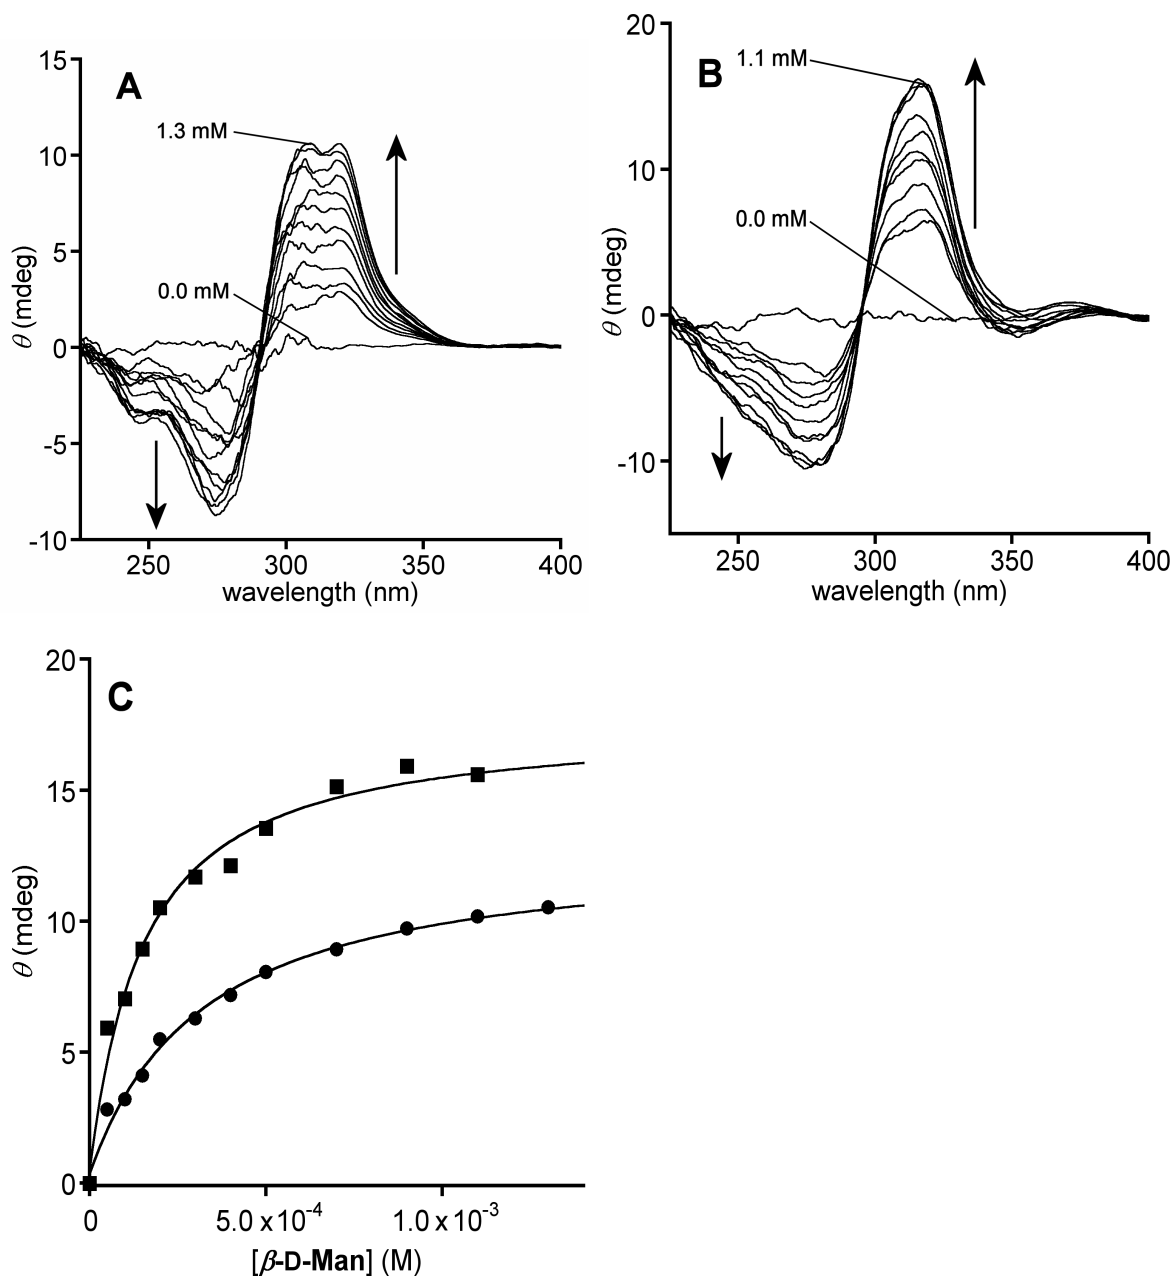 A
15
10
5
0
-5
-10
θ (mdeg)
1.3 mM
0.0 mM
250 300 350 400
wavelength (nm)
B
20
10
0
-10
θ (mdeg)
1.1 mM
0.0 mM
250 300 350 400
wavelength (nm)
C
20
15
10
5
0
θ (mdeg)
0 5.0 x10⁻⁴ 1.0 x10⁻³
[β-D-Man] (M)